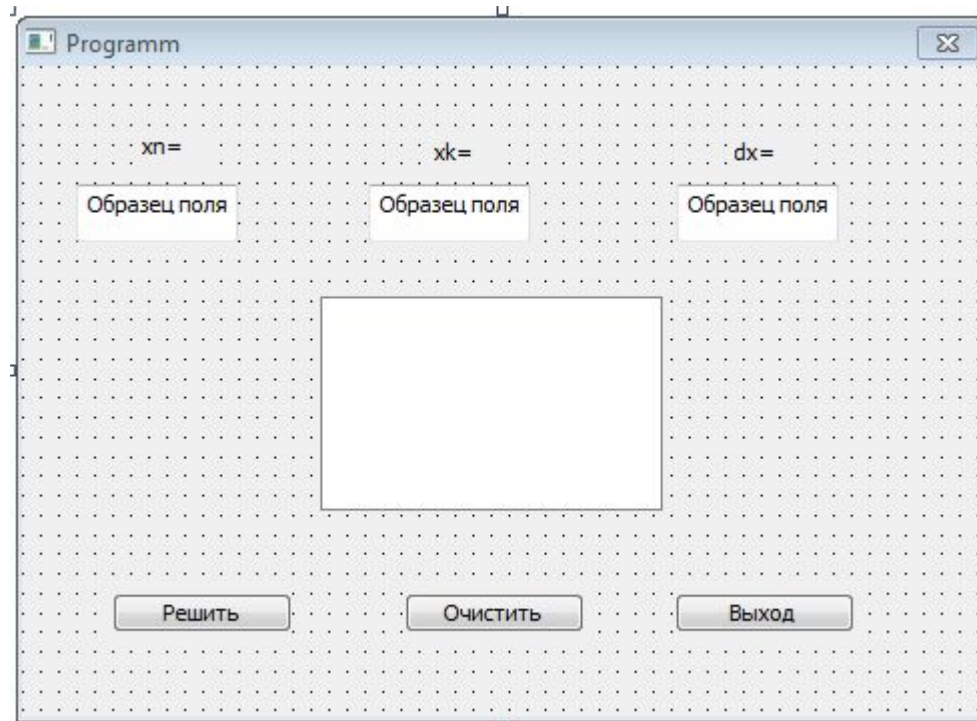 Programm
xn= xk= dx=
Образец поля Образец поля Образец поля
Решить Очистить Выход